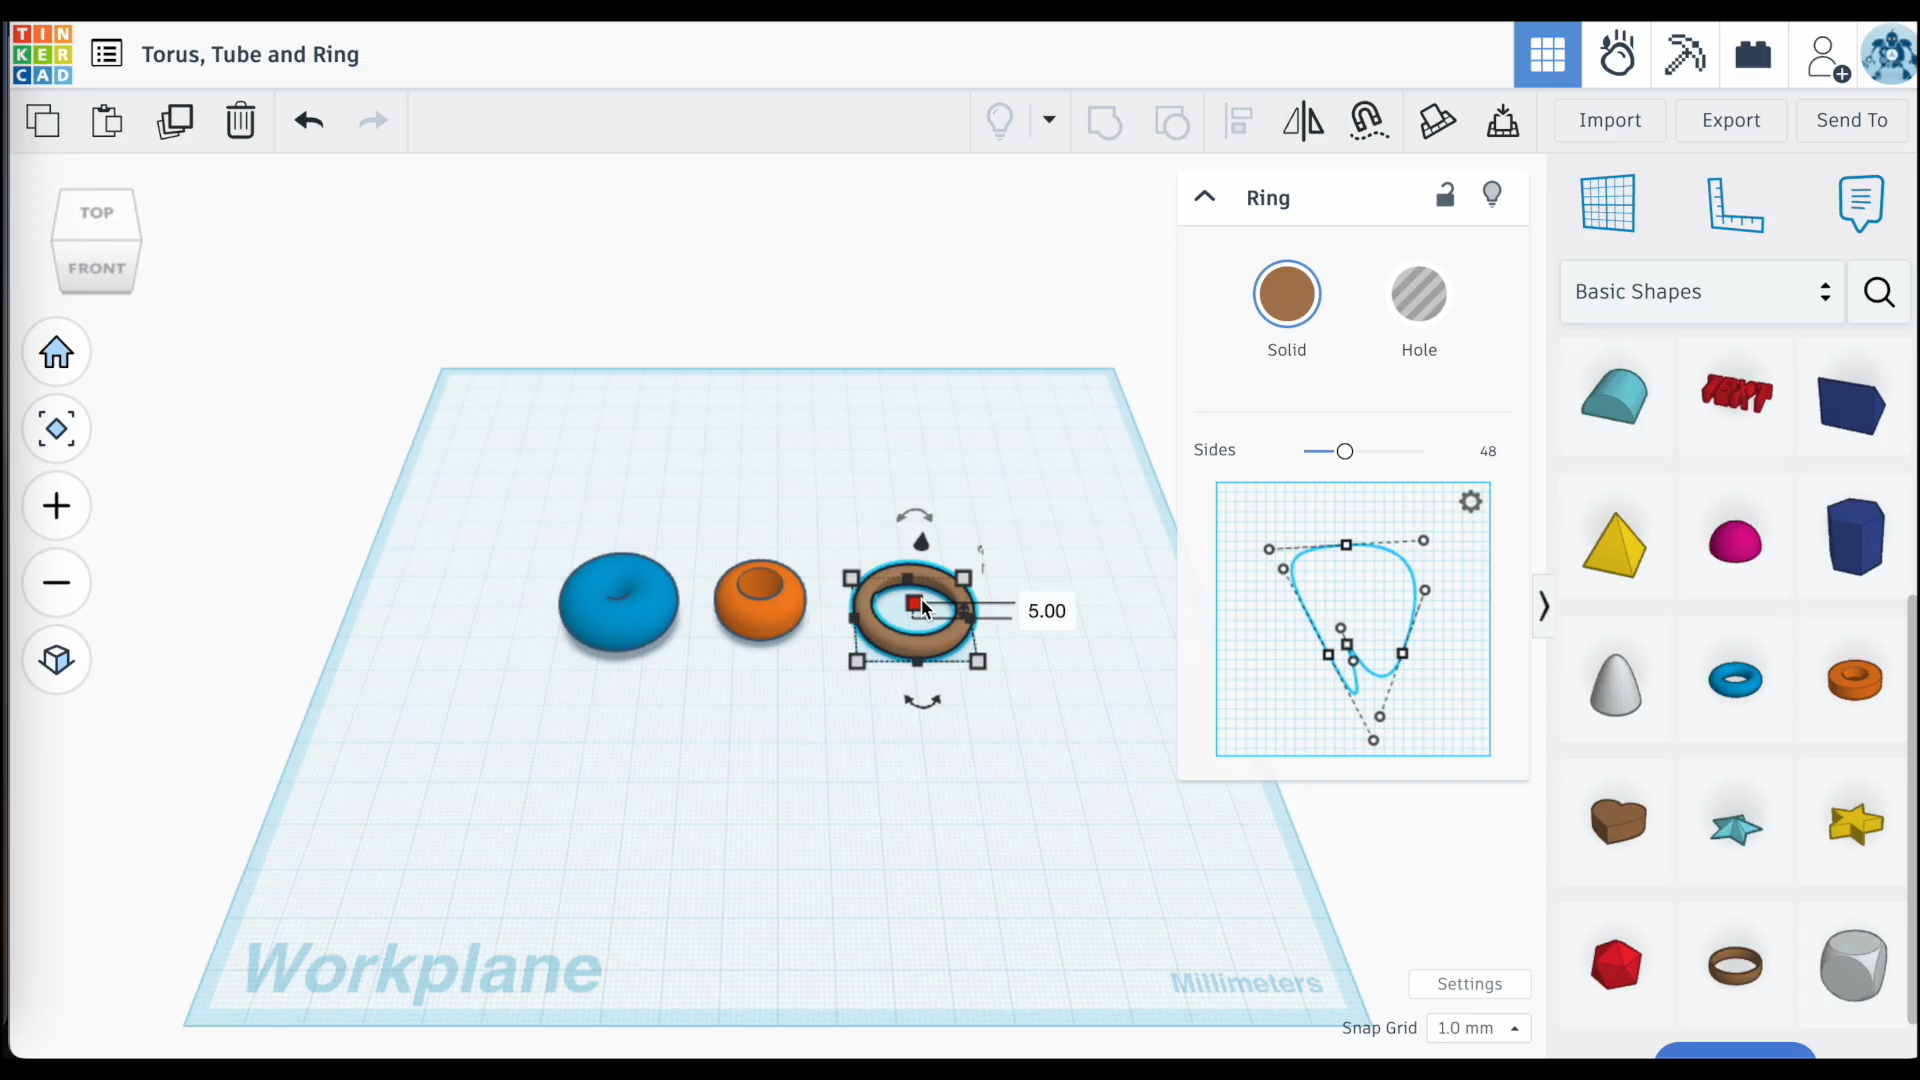 TIN
KER
CAD
Torus, Tube and Ring
Import
Export
Send To
TOP
FRONT
Ring
Solid
Hole
Sides
48
Basic Shapes
TEXT
5.00
Workplane
Millimeters
Settings
Snap Grid
1.0 mm